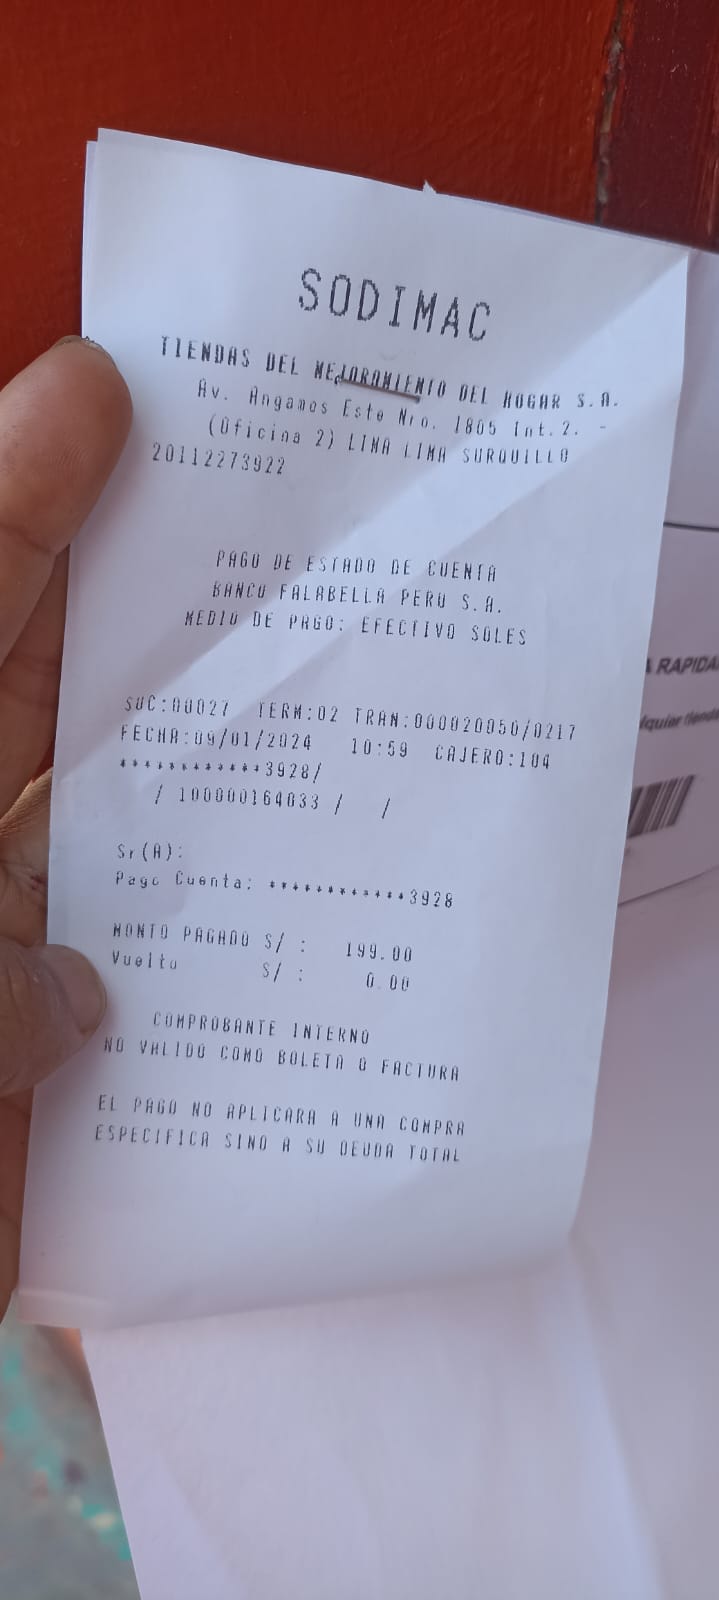 SODIMAC
TIENDAS DEL MEJORAMIENTO DEL HOGAR S.A.
Av. Angamos Este Nro. 1805 Int.2. -
(Oficina 2) LIMA LIMA SURQUILLO
20112273922
PAGO DE ESTADO DE CUENTA
BANCO FALABELLA PERU S.A.
MEDIO DE PAGO: EFECTIVO SOLES
SUC:00027 TERM:02 TRAN:000020050/0217
FECHA:09/01/2024 10:59 CAJERO:104
************3928/
/ 100000164033 / /
Sr(A):
Pago Cuenta: ************3928
MONTO PAGADO S/ : 199.00
Vuelto S/ : 0.00
COMPROBANTE INTERNO
NO VALIDO COMO BOLETA O FACTURA
EL PAGO NO APLICARA A UNA COMPRA
ESPECIFICA SINO A SU DEUDA TOTAL
RAPIDA